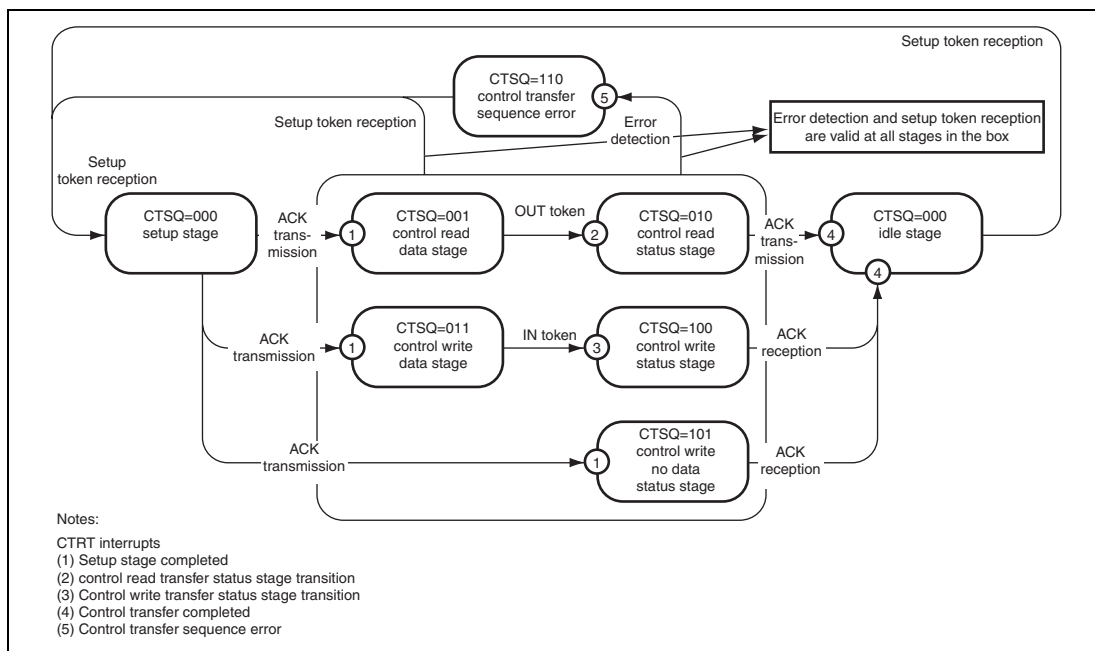 Setup token reception
CTSQ=110
control transfer
sequence error
5
Setup token reception
Error
detection
Error detection and setup token reception
are valid at all stages in the box
Setup
token reception
CTSQ=000
setup stage
ACK
trans-
mission
1
CTSQ=001
control read
data stage
OUT token
2
CTSQ=010
control read
status stage
ACK
trans-
mission
4
CTSQ=000
idle stage
4
ACK
transmission
1
CTSQ=011
control write
data stage
IN token
3
CTSQ=100
control write
status stage
ACK
reception
ACK
transmission
1
CTSQ=101
control write
no data
status stage
ACK
reception
Notes:
CTRT interrupts
(1) Setup stage completed
(2) control read transfer status stage transition
(3) Control write transfer status stage transition
(4) Control transfer completed
(5) Control transfer sequence error